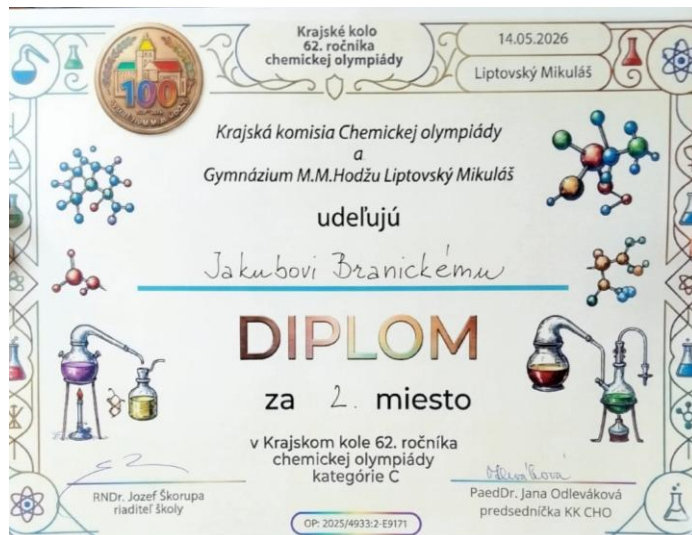 Krajské kolo
62. ročníka
chemickej olympiády
14.05.2026
Liptovský Mikuláš
100
Krajská komisia Chemickej olympiády
a
Gymnázium M.M.Hodžu Liptovský Mikuláš
udeľujú
Jakubovi Branickému
DIPLOM
za 2. miesto
v Krajskom kole 62. ročníka
chemickej olympiády
kategórie C
RNDr. Jozef Škorupa
riaditeľ školy
Odleváková
PaedDr. Jana Odleváková
predsedníčka KK CHO
OP: 2025/4933:2-E9171